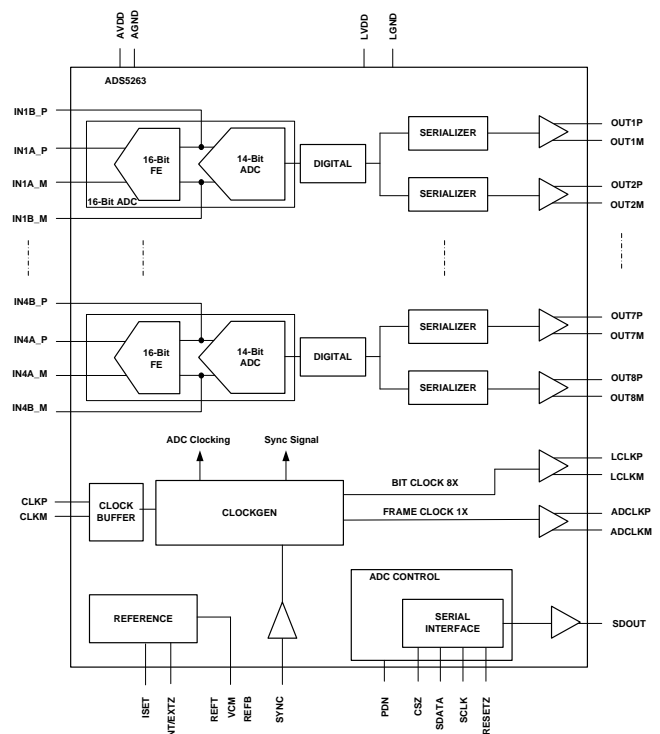 AVDD
AGND
LVDD
LGND
ADS5263
IN1B_P
IN1A_P
IN1A_M
IN1B_M
16-Bit
FE
14-Bit
ADC
16-Bit ADC
DIGITAL
SERIALIZER
SERIALIZER
OUT1P
OUT1M
OUT2P
OUT2M
IN4B_P
IN4A_P
IN4A_M
IN4B_M
16-Bit
FE
14-Bit
ADC
DIGITAL
SERIALIZER
SERIALIZER
OUT7P
OUT7M
OUT8P
OUT8M
ADC Clocking
Sync Signal
CLKP
CLKM
CLOCK
BUFFER
CLOCKGEN
BIT CLOCK 8X
FRAME CLOCK 1X
LCLKP
LCLKM
ADCLKP
ADCLKM
REFERENCE
ADC CONTROL
SERIAL
INTERFACE
SDOUT
ISET
NT/EXTZ
REFT
VCM
REFB
SYNC
PDN
CSZ
SDATA
SCLK
RESETZ